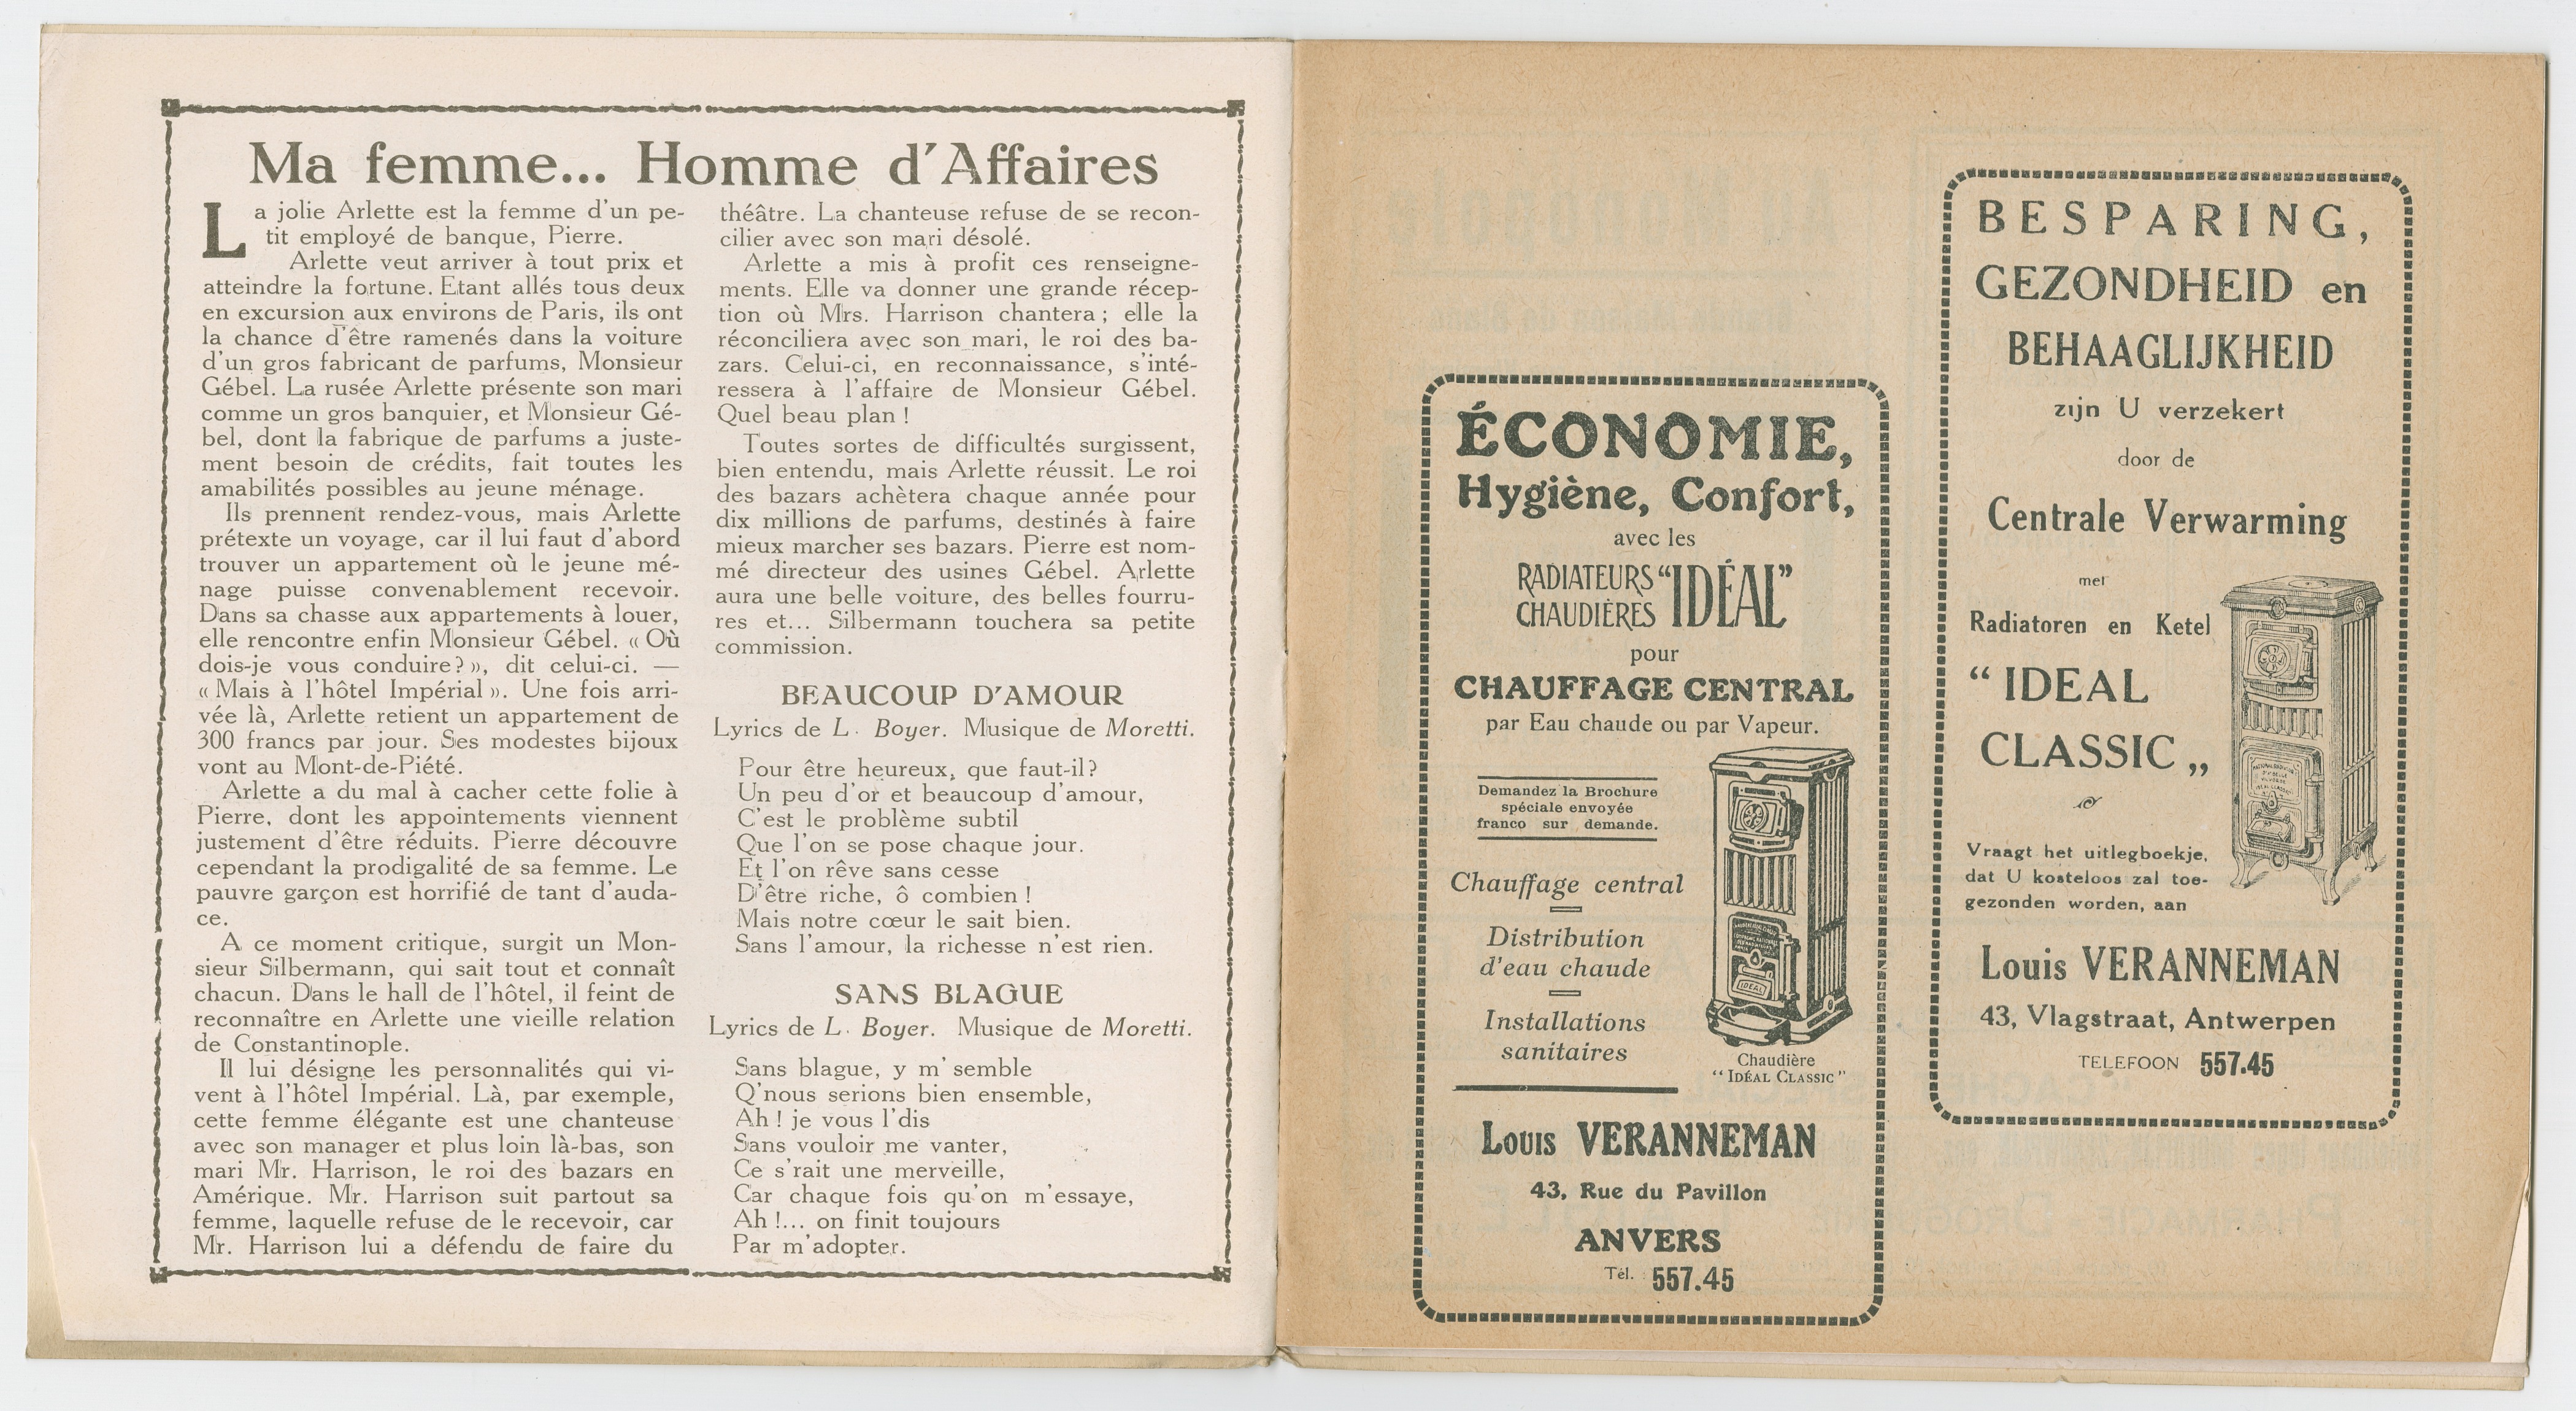 Ma femme... Homme d'Affaires
La jolie Arlette est la femme d'un pe-
tit employé de banque, Pierre.
Arlette veut arriver à tout prix et
atteindre la fortune. Etant allés tous deux
en excursion aux environs de Paris, ils ont
la chance d'être ramenés dans la voiture
d'un gros fabricant de parfums, Monsieur
Gébel. La rusée Arlette présente son mari
comme un gros banquier, et Monsieur Gé-
bel, dont la fabrique de parfums a juste-
ment besoin de crédits, fait toutes les
amabilités possibles au jeune ménage.
Ils prennent rendez-vous, mais Arlette
prétexte un voyage, car il lui faut d'abord
trouver un appartement où le jeune mé-
nage puisse convenablement recevoir.
Dans sa chasse aux appartements à louer,
elle rencontre enfin Monsieur Gébel. « Où
dois-je vous conduire? », dit celui-ci. —
« Mais à l'hôtel Impérial ». Une fois arri-
vée là, Arlette retient un appartement de
300 francs par jour. Ses modestes bijoux
vont au Mont-de-Piété.
Arlette a du mal à cacher cette folie à
Pierre, dont les appointements viennent
justement d'être réduits. Pierre découvre
cependant la prodigalité de sa femme. Le
pauvre garçon est horrifié de tant d'auda-
ce.
A ce moment critique, surgit un Mon-
sieur Silbermann, qui sait tout et connaît
chacun. Dans le hall de l'hôtel, il feint de
reconnaître en Arlette une vieille relation
de Constantinople.
Il lui désigne les personnalités qui vi-
vent à l'hôtel Impérial. Là, par exemple,
cette femme élégante est une chanteuse
avec son manager et plus loin là-bas, son
mari Mr. Harrison, le roi des bazars en
Amérique. Mr. Harrison suit partout sa
femme, laquelle refuse de le recevoir, car
Mr. Harrison lui a défendu de faire du
théâtre. La chanteuse refuse de se recon-
cilier avec son mari désolé.
Arlette a mis à profit ces renseigne-
ments. Elle va donner une grande récep-
tion où Mrs. Harrison chantera ; elle la
réconciliera avec son mari, le roi des ba-
zars. Celui-ci, en reconnaissance, s'inté-
ressera à l'affaire de Monsieur Gébel.
Quel beau plan !
Toutes sortes de difficultés surgissent,
bien entendu, mais Arlette réussit. Le roi
des bazars achètera chaque année pour
dix millions de parfums, destinés à faire
mieux marcher ses bazars. Pierre est nom-
mé directeur des usines Gébel. Arlette
aura une belle voiture, des belles fourru-
res et... Silbermann touchera sa petite
commission.
BEAUCOUP D'AMOUR
Lyrics de L. Boyer. Musique de Moretti.
Pour être heureux, que faut-il?
Un peu d'or et beaucoup d'amour,
C'est le problème subtil
Que l'on se pose chaque jour.
Et l'on rêve sans cesse
D'être riche, ô combien !
Mais notre cœur le sait bien.
Sans l'amour, la richesse n'est rien.
SANS BLAGUE
Lyrics de L. Boyer. Musique de Moretti.
Sans blague, y m' semble
Q'nous serions bien ensemble,
Ah ! je vous l'dis
Sans vouloir me vanter,
Ce s'rait une merveille,
Car chaque fois qu'on m'essaye,
Ah !... on finit toujours
Par m'adopter.
ÉCONOMIE,
Hygiène, Confort,
avec les
RADIATEURS
CHAUDIÈRES "IDÉAL"
pour
CHAUFFAGE CENTRAL
par Eau chaude ou par Vapeur.
Demandez la Brochure
spéciale envoyée
franco sur demande.
Chauffage central
Distribution
d'eau chaude
Installations
sanitaires
IDEAL
Chaudière
"IDÉAL CLASSIC"
Louis VERANNEMAN
43, Rue du Pavillon
ANVERS
Tél. : 557.45
BESPARING,
GEZONDHEID en
BEHAAGLIJKHEID
zijn U verzekert
door de
Centrale Verwarming
met
Radiatoren en Ketel
" IDEAL
CLASSIC „
Vraagt het uitlegboekje,
dat U kosteloos zal toe-
gezonden worden, aan
Louis VERANNEMAN
43, Vlagstraat, Antwerpen
TELEFOON 557.45